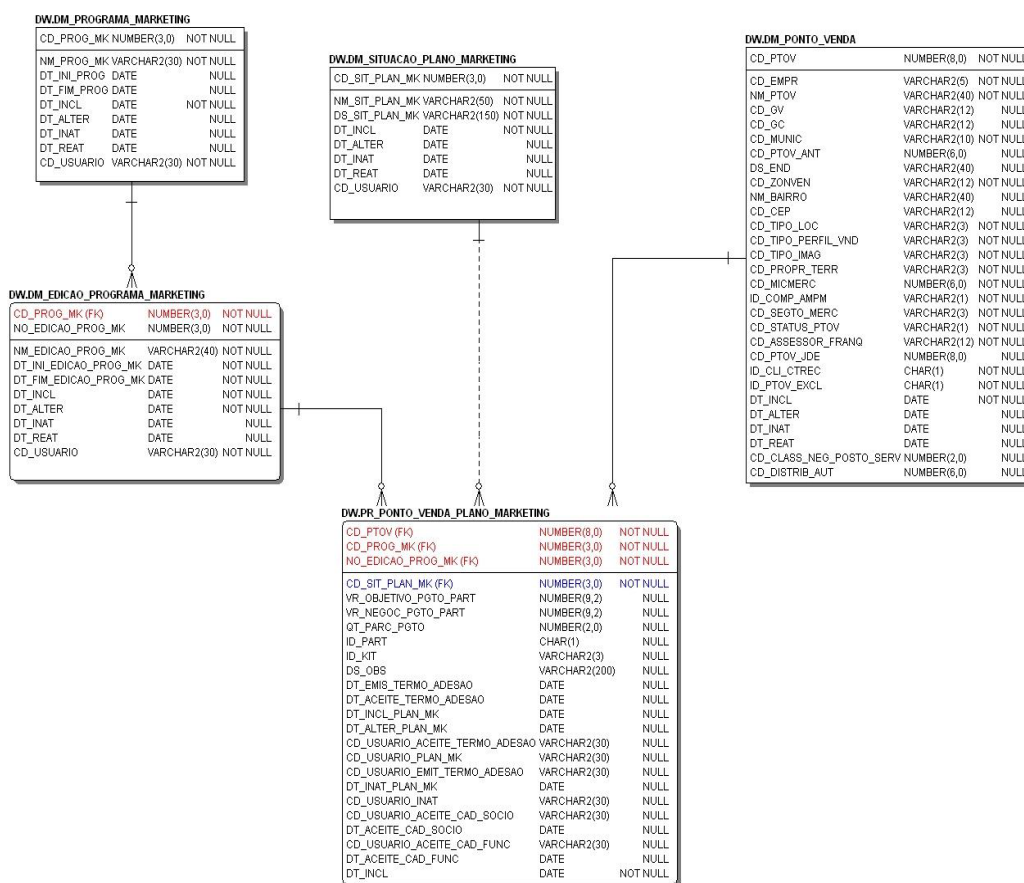 DW.DM_PROGRAMA_MARKETING
CD_PROG_MK NUMBER(3,0) NOT NULL
NM_PROG_MK VARCHAR2(30) NOT NULL
DT_INI_PROG DATE NULL
DT_FIM_PROG DATE NULL
DT_INCL DATE NOT NULL
DT_ALTER DATE NULL
DT_INAT DATE NULL
DT_REAT DATE NULL
CD_USUARIO VARCHAR2(30) NOT NULL
DW.DM_SITUACAO_PLANO_MARKETING
CD_SIT_PLAN_MK NUMBER(3,0) NOT NULL
NM_SIT_PLAN_MK VARCHAR2(50) NOT NULL
DS_SIT_PLAN_MK VARCHAR2(150) NOT NULL
DT_INCL DATE NOT NULL
DT_ALTER DATE NULL
DT_INAT DATE NULL
DT_REAT DATE NULL
CD_USUARIO VARCHAR2(30) NOT NULL
DW.DM_PONTO_VENDA
CD_PTOV NUMBER(8,0) NOT NULL
CD_EMPR VARCHAR2(5) NOT NULL
NM_PTOV VARCHAR2(40) NOT NULL
CD_GV VARCHAR2(12) NULL
CD_GC VARCHAR2(12) NULL
CD_MUNIC VARCHAR2(10) NOT NULL
CD_PTOV_ANT NUMBER(6,0) NULL
DS_END VARCHAR2(40) NULL
CD_ZONVEN VARCHAR2(12) NOT NULL
NM_BAIRRO VARCHAR2(40) NULL
CD_CEP VARCHAR2(12) NULL
CD_TIPO_LOC VARCHAR2(3) NOT NULL
CD_TIPO_PERFIL_VND VARCHAR2(3) NOT NULL
CD_TIPO_IMAG VARCHAR2(3) NOT NULL
CD_PROPR_TERR VARCHAR2(3) NOT NULL
CD_MICMERC NUMBER(6,0) NOT NULL
ID_COMP_AMPM VARCHAR2(1) NOT NULL
CD_SEGTO_MERC VARCHAR2(3) NOT NULL
CD_STATUS_PTOV VARCHAR2(1) NOT NULL
CD_ASSESSOR_FRANQ VARCHAR2(12) NOT NULL
CD_PTOV_JDE NUMBER(8,0) NULL
ID_CLI_CTREC CHAR(1) NOT NULL
ID_PTOV_EXCL CHAR(1) NOT NULL
DT_INCL DATE NOT NULL
DT_ALTER DATE NULL
DT_INAT DATE NULL
DT_REAT DATE NULL
CD_CLASS_NEG_POSTO_SERV NUMBER(2,0) NULL
CD_DISTRIB_AUT NUMBER(6,0) NULL
DW.DM_EDICAO_PROGRAMA_MARKETING
CD_PROG_MK (FK) NUMBER(3,0) NOT NULL
NO_EDICAO_PROG_MK NUMBER(3,0) NOT NULL
NM_EDICAO_PROG_MK VARCHAR2(40) NOT NULL
DT_INI_EDICAO_PROG_MK DATE NOT NULL
DT_FIM_EDICAO_PROG_MK DATE NOT NULL
DT_INCL DATE NOT NULL
DT_ALTER DATE NOT NULL
DT_INAT DATE NULL
DT_REAT DATE NULL
CD_USUARIO VARCHAR2(30) NOT NULL
DW.PR_PONTO_VENDA_PLANO_MARKETING
CD_PTOV (FK) NUMBER(8,0) NOT NULL
CD_PROG_MK (FK) NUMBER(3,0) NOT NULL
NO_EDICAO_PROG_MK (FK) NUMBER(3,0) NOT NULL
CD_SIT_PLAN_MK (FK) NUMBER(3,0) NOT NULL
VR_OBJETIVO_PGTO_PART NUMBER(9,2) NULL
VR_NEGOC_PGTO_PART NUMBER(9,2) NULL
QT_PARC_PGTO NUMBER(2,0) NULL
ID_PART CHAR(1) NULL
ID_KIT VARCHAR2(3) NULL
DS_OBS VARCHAR2(200) NULL
DT_EMIS_TERMO_ADESAO DATE NULL
DT_ACEITE_TERMO_ADESAO DATE NULL
DT_INCL_PLAN_MK DATE NULL
DT_ALTER_PLAN_MK DATE NULL
CD_USUARIO_ACEITE_TERMO_ADESAO VARCHAR2(30) NULL
CD_USUARIO_PLAN_MK VARCHAR2(30) NULL
CD_USUARIO_EMIT_TERMO_ADESAO VARCHAR2(30) NULL
DT_INAT_PLAN_MK DATE NULL
CD_USUARIO_INAT VARCHAR2(30) NULL
CD_USUARIO_ACEITE_CAD_SOCIO VARCHAR2(30) NULL
DT_ACEITE_CAD_SOCIO DATE NULL
CD_USUARIO_ACEITE_CAD_FUNC VARCHAR2(30) NULL
DT_ACEITE_CAD_FUNC DATE NULL
DT_INCL DATE NOT NULL